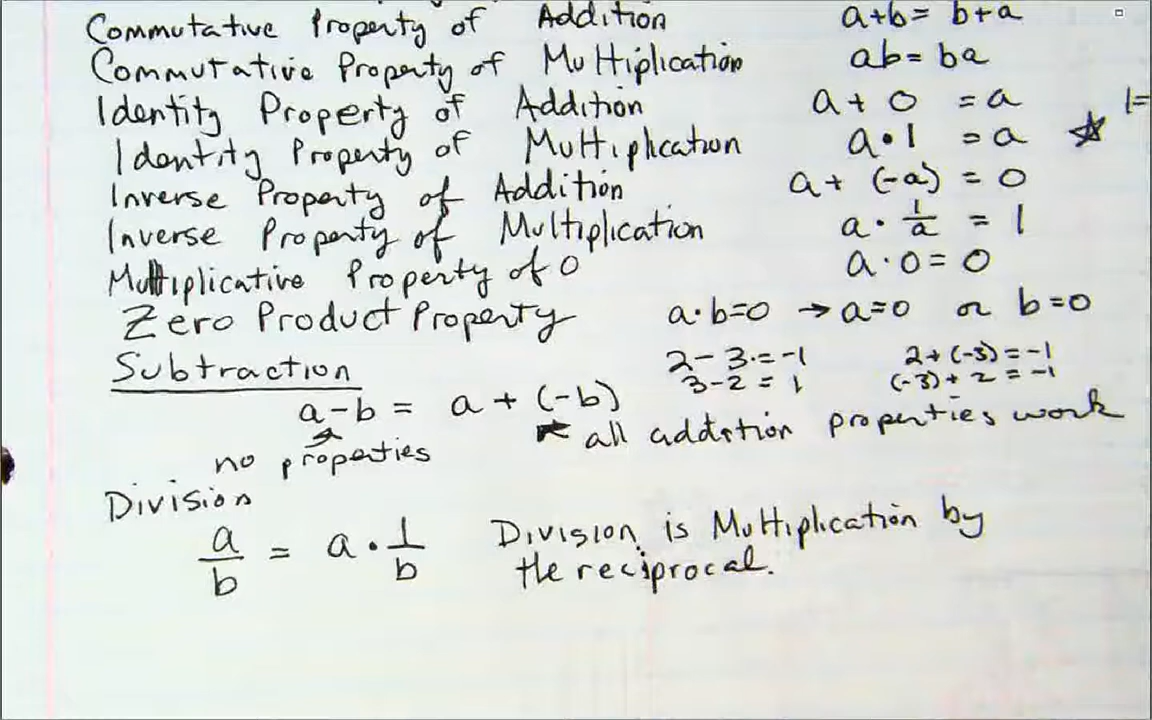 Commutative Property of Addition a+b= b+a
Commutative Property of Multiplication ab= ba
Identity Property of Addition a + 0 = a 1=
Identity Property of Multiplication a•1 = a ☆
Inverse Property of Addition a+ (-a) = 0
Inverse Property of Multiplication a · 1/a = 1
Multiplicative Property of 0 a·0=0
Zero Product Property a·b=0 → a=0 or b=0
Subtraction 2-3=-1 2+(-3)=-1
3-2=1 (-3)+2=-1
a-b= a+(-b)
no properties all addition properties work
Division
a/b = a·1/b Division is Multiplication by
the reciprocal.